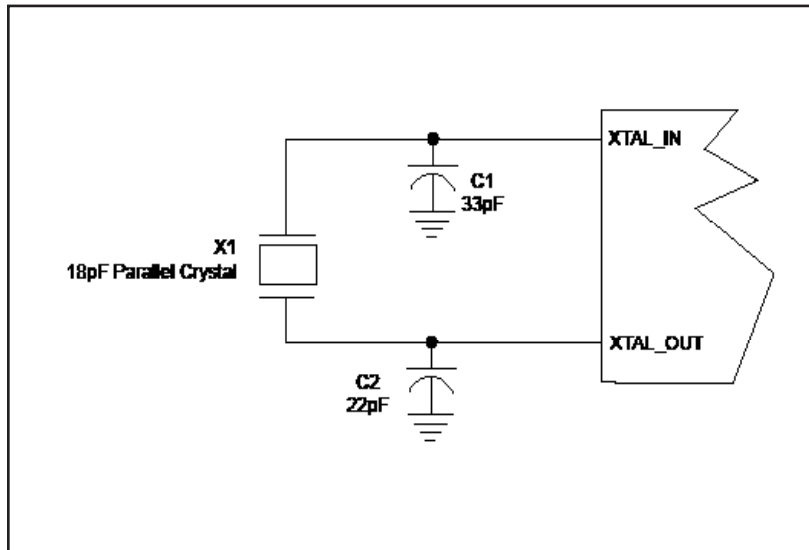 XTAL_IN
C1
33pF
X1
18pF Parallel Crystal
XTAL_OUT
C2
22pF